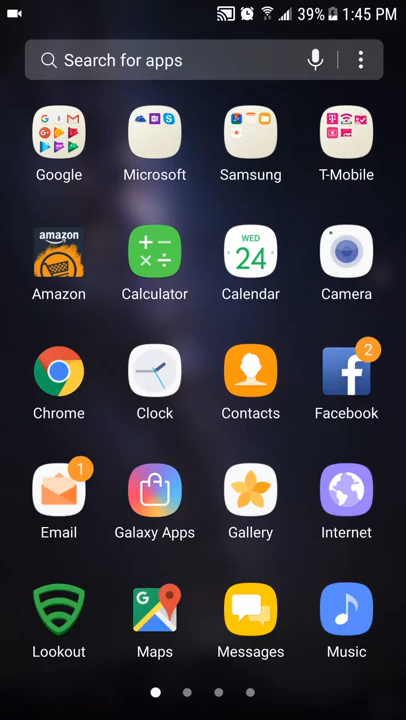 39% 1:45 PM
Search for apps
Google Microsoft Samsung T-Mobile
amazon
WED
24
Amazon Calculator Calendar Camera
2
Chrome Clock Contacts Facebook
1
Email Galaxy Apps Gallery Internet
G
Lookout Maps Messages Music